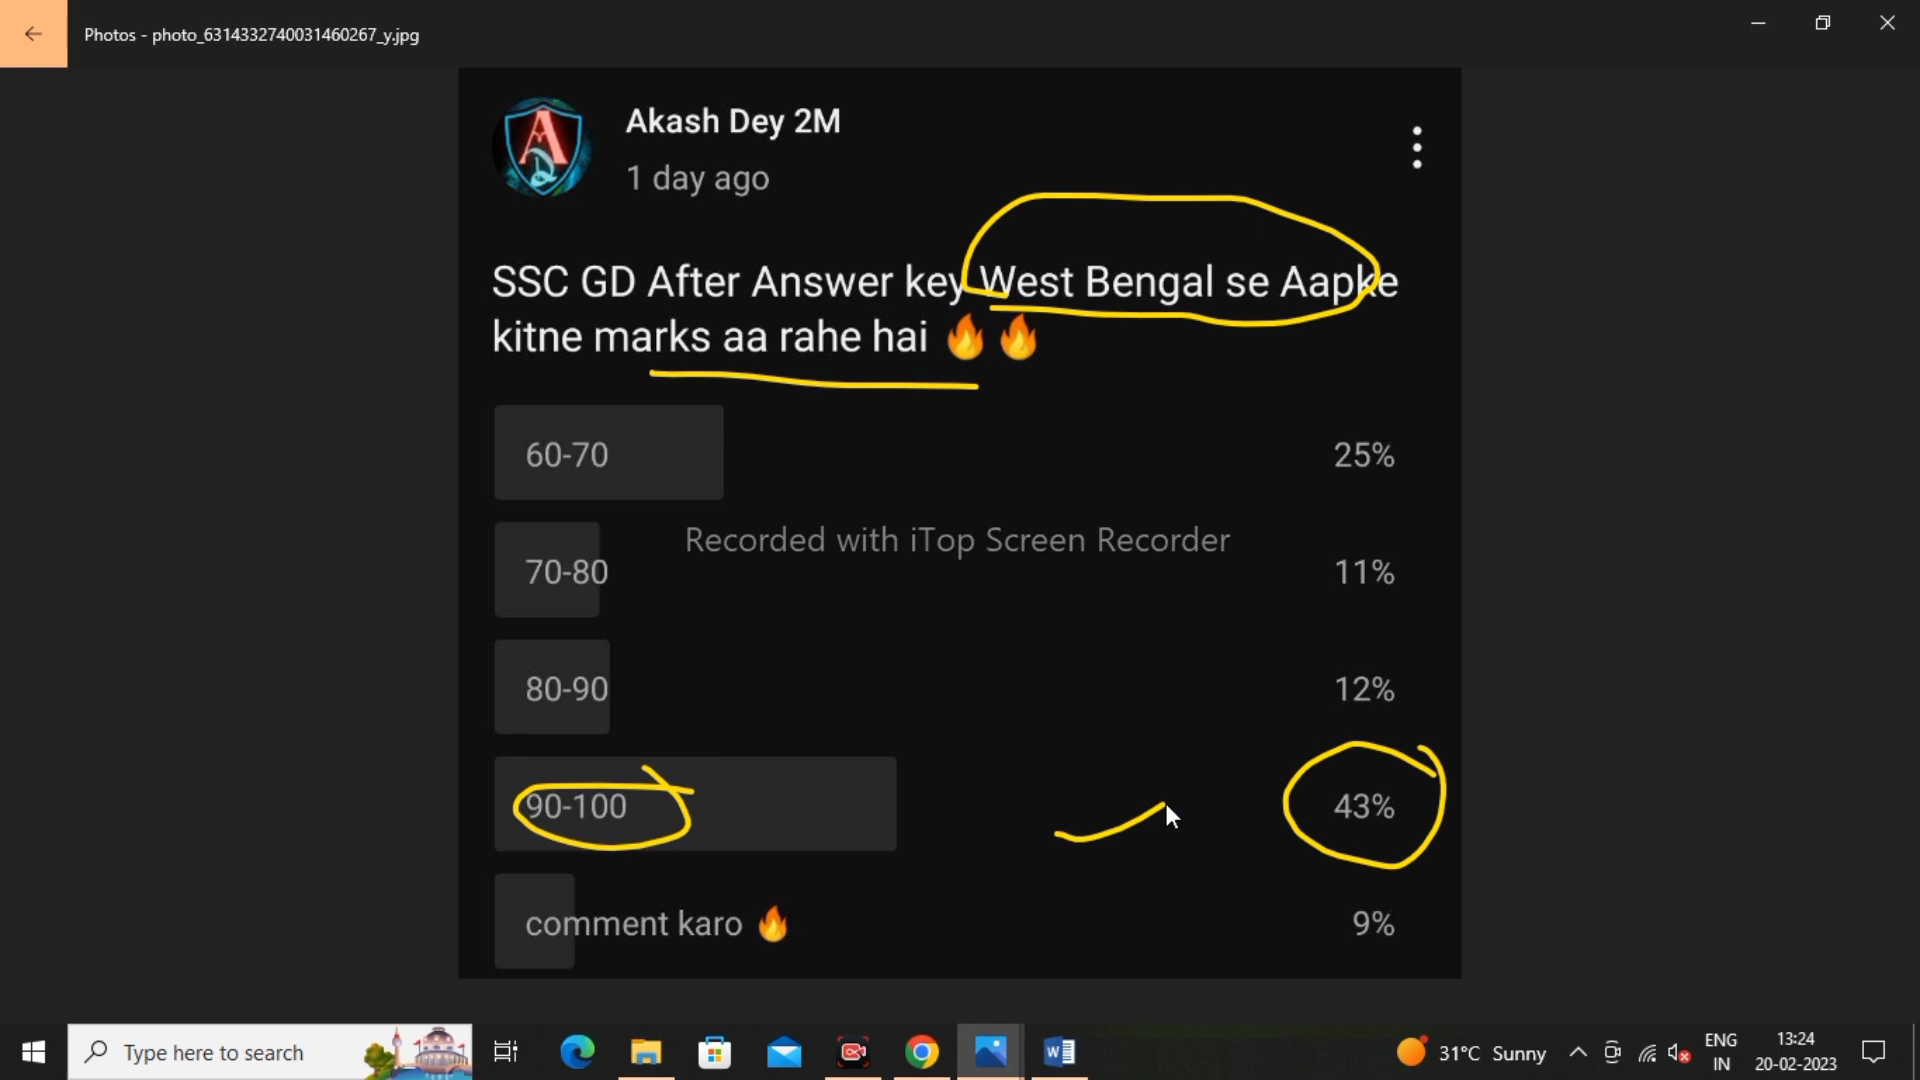 Photos - photo_6314332740031460267_y.jpg
Akash Dey 2M
1 day ago
SSC GD After Answer key West Bengal se Aapke
kitne marks aa rahe hai 🔥🔥
60-70 25%
Recorded with iTop Screen Recorder
70-80 11%
80-90 12%
90-100 43%
comment karo 🔥 9%
Type here to search
31°C Sunny
ENG
IN
13:24
20-02-2023